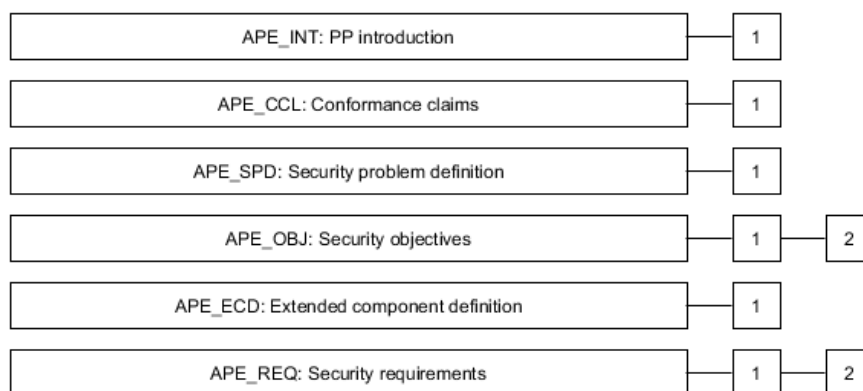 APE_INT: PP introduction 1
APE_CCL: Conformance claims 1
APE_SPD: Security problem definition 1
APE_OBJ: Security objectives 1 2
APE_ECD: Extended component definition 1
APE_REQ: Security requirements 1 2